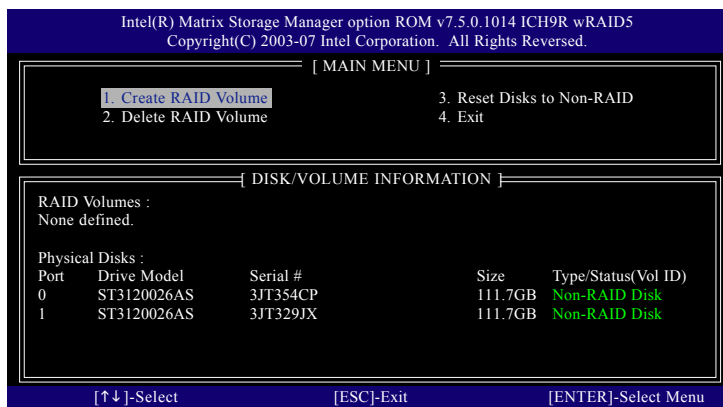 Intel(R) Matrix Storage Manager option ROM v7.5.0.1014 ICH9R wRAID5
Copyright(C) 2003-07 Intel Corporation. All Rights Reversed.
[ MAIN MENU ]
1. Create RAID Volume 3. Reset Disks to Non-RAID
2. Delete RAID Volume 4. Exit
[ DISK/VOLUME INFORMATION ]
RAID Volumes :
None defined.
Physical Disks :
Port Drive Model Serial # Size Type/Status(Vol ID)
0 ST3120026AS 3JT354CP 111.7GB Non-RAID Disk
1 ST3120026AS 3JT329JX 111.7GB Non-RAID Disk
[↑↓]-Select [ESC]-Exit [ENTER]-Select Menu